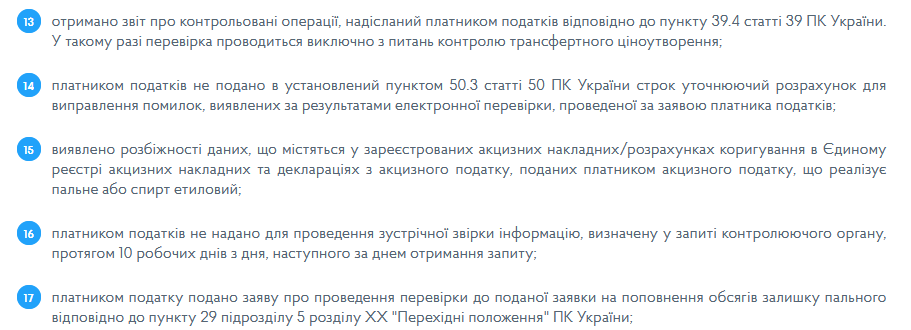 13 отримано звіт про контрольовані операції, надісланий платником податків відповідно до пункту 39.4 статті 39 ПК України.
У такому разі перевірка проводиться виключно з питань контролю трансфертного ціноутворення;
14 платником податків не подано в установлений пунктом 50.3 статті 50 ПК України строк уточнюючий розрахунок для
виправлення помилок, виявлених за результатами електронної перевірки, проведеної за заявою платника податків;
15 виявлено розбіжності даних, що містяться у зареєстрованих акцизних накладних/розрахунках коригування в Єдиному
реєстрі акцизних накладних та деклараціях з акцизного податку, поданих платником акцизного податку, що реалізує
пальне або спирт етиловий;
16 платником податків не надано для проведення зустрічної звірки інформацію, визначену у запиті контролюючого органу,
протягом 10 робочих днів з дня, наступного за днем отримання запиту;
17 платником податку подано заяву про проведення перевірки до поданої заявки на поповнення обсягів залишку пального
відповідно до пункту 29 підрозділу 5 розділу XX "Перехідні положення" ПК України;